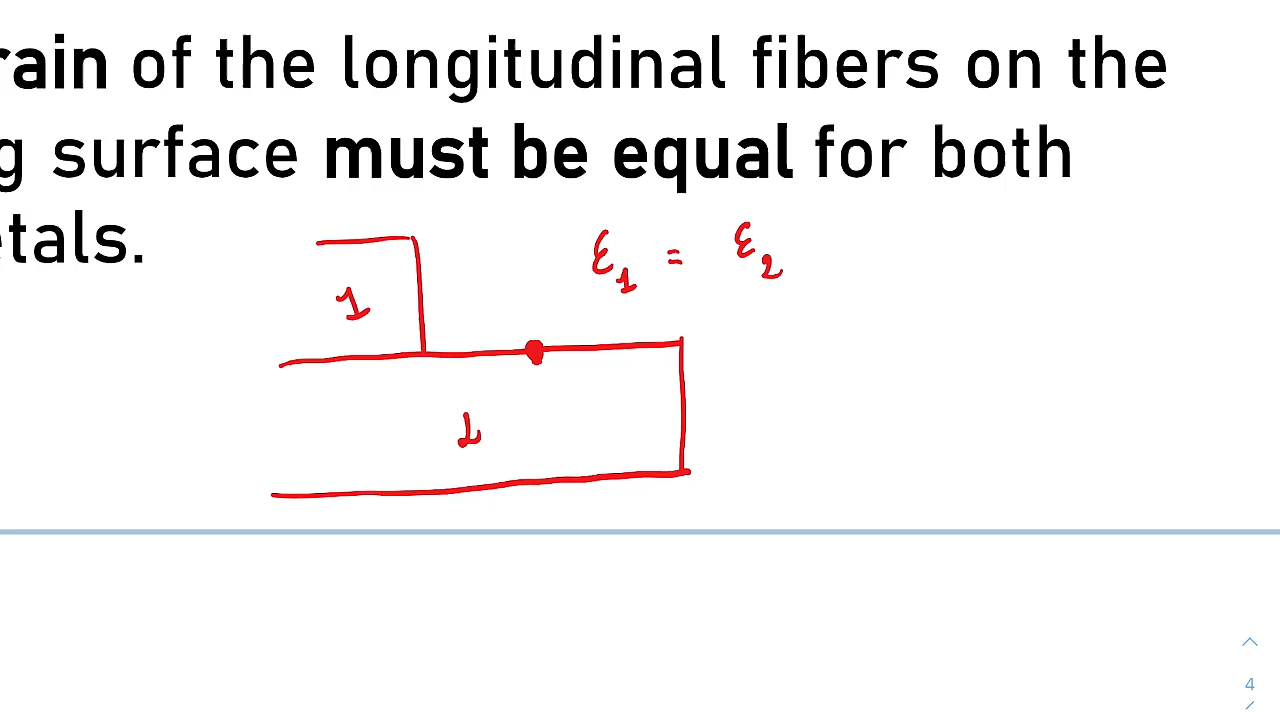 rain of the longitudinal fibers on the
g surface must be equal for both
etals.
ε₁ = ε₂
1
2
4